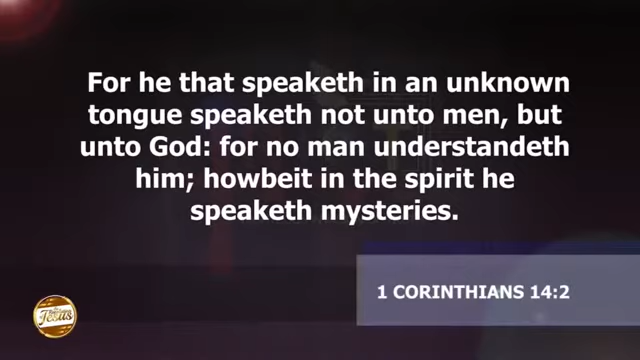 For he that speaketh in an unknown
tongue speaketh not unto men, but
unto God: for no man understandeth
him; howbeit in the spirit he
speaketh mysteries.
1 CORINTHIANS 14:2
Jesus